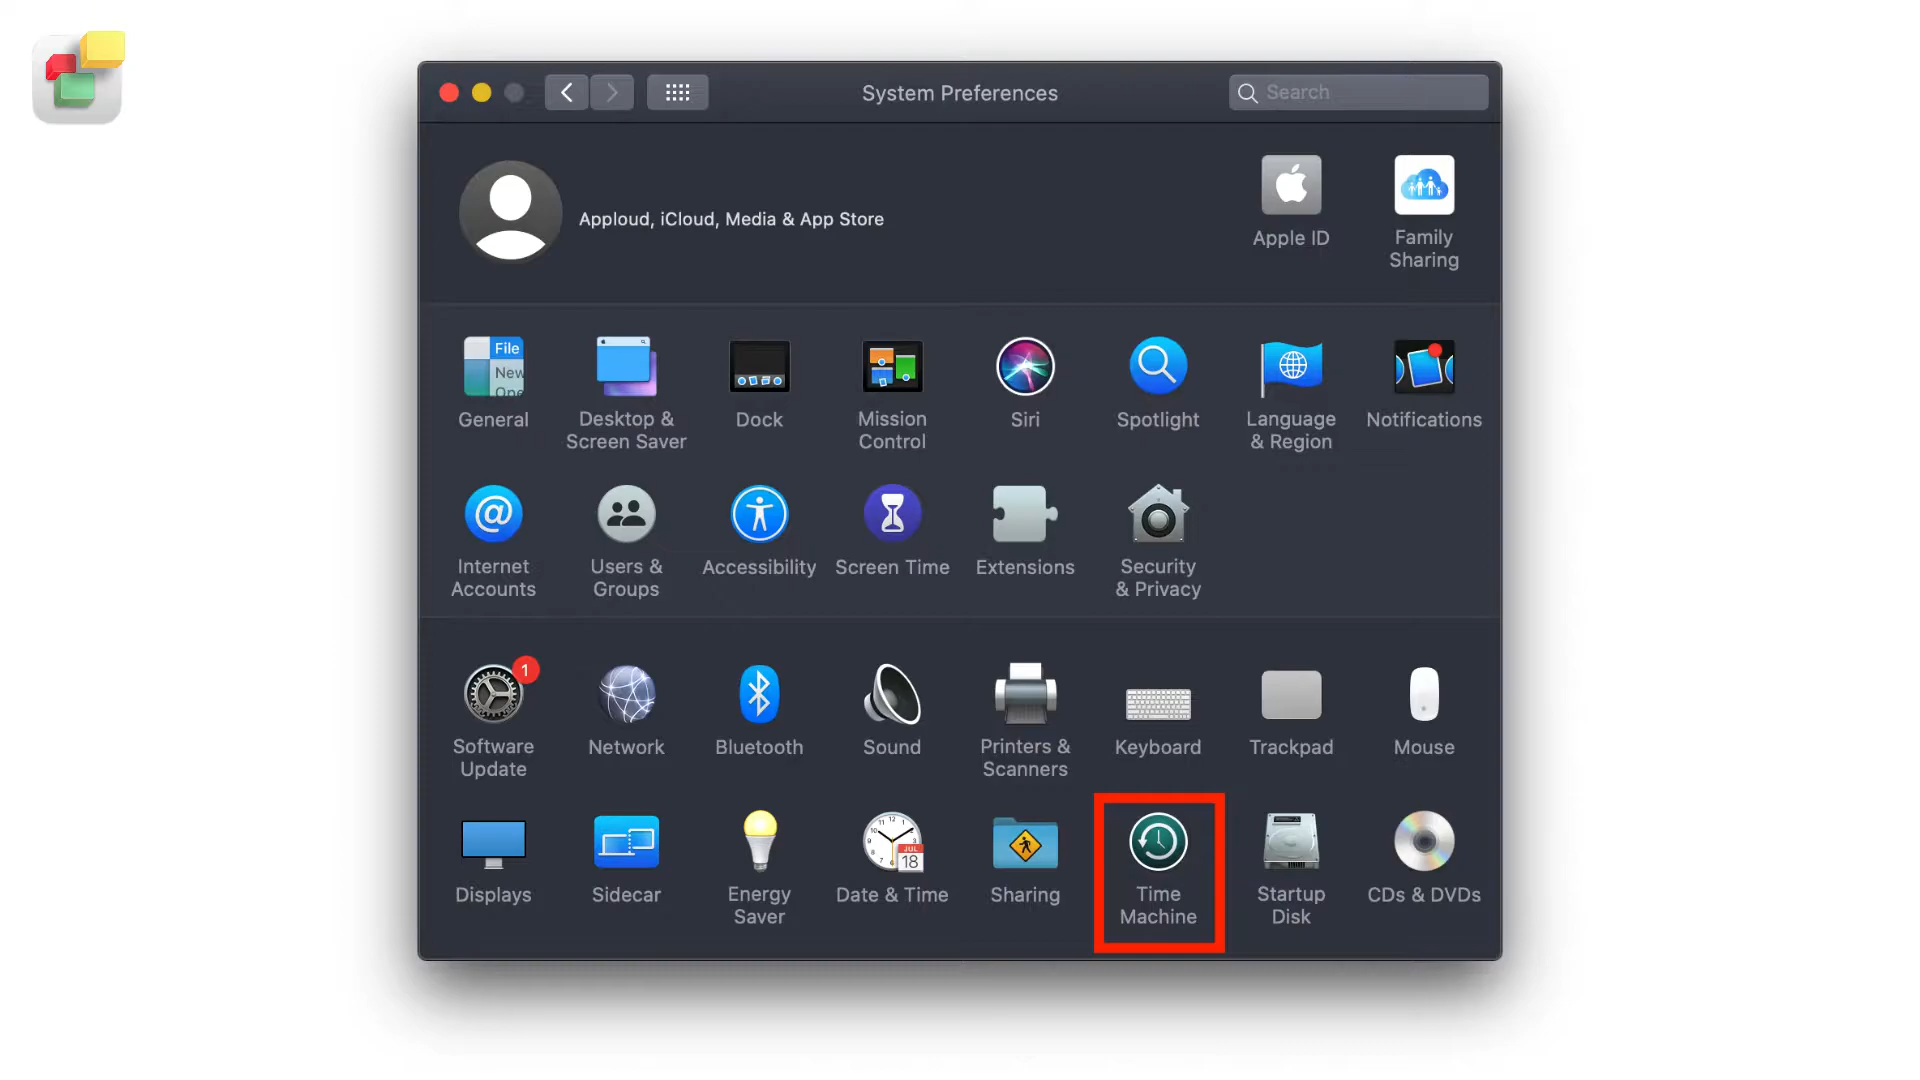 System Preferences
Search
Apploud, iCloud, Media & App Store
Apple ID
Family
Sharing
File
New
Ope
General
Desktop &
Screen Saver
Dock
Mission
Control
Siri
Spotlight
Language
& Region
Notifications
Internet
Accounts
Users &
Groups
Accessibility
Screen Time
Extensions
Security
& Privacy
1
Software
Update
Network
Bluetooth
Sound
Printers &
Scanners
Keyboard
Trackpad
Mouse
Displays
Sidecar
Energy
Saver
JUL
18
Date & Time
Sharing
Time
Machine
Startup
Disk
CDs & DVDs